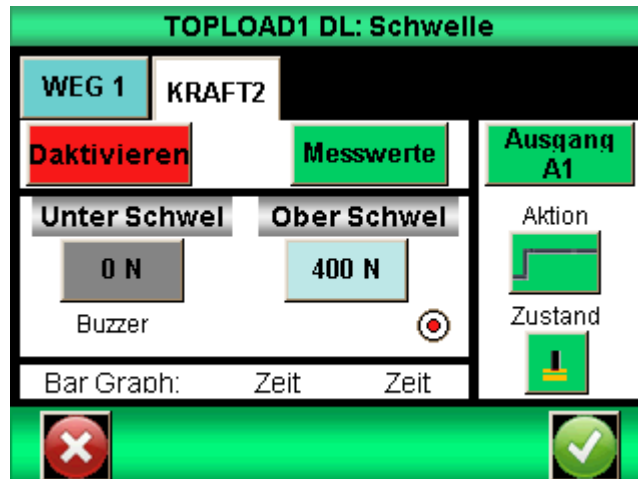 TOPLOAD1 DL: Schwelle
WEG 1 KRAFT2
Daktivieren Messwerte Ausgang
A1
Unter Schwel Ober Schwel Aktion
0 N 400 N
Buzzer Zustand
Bar Graph: Zeit Zeit